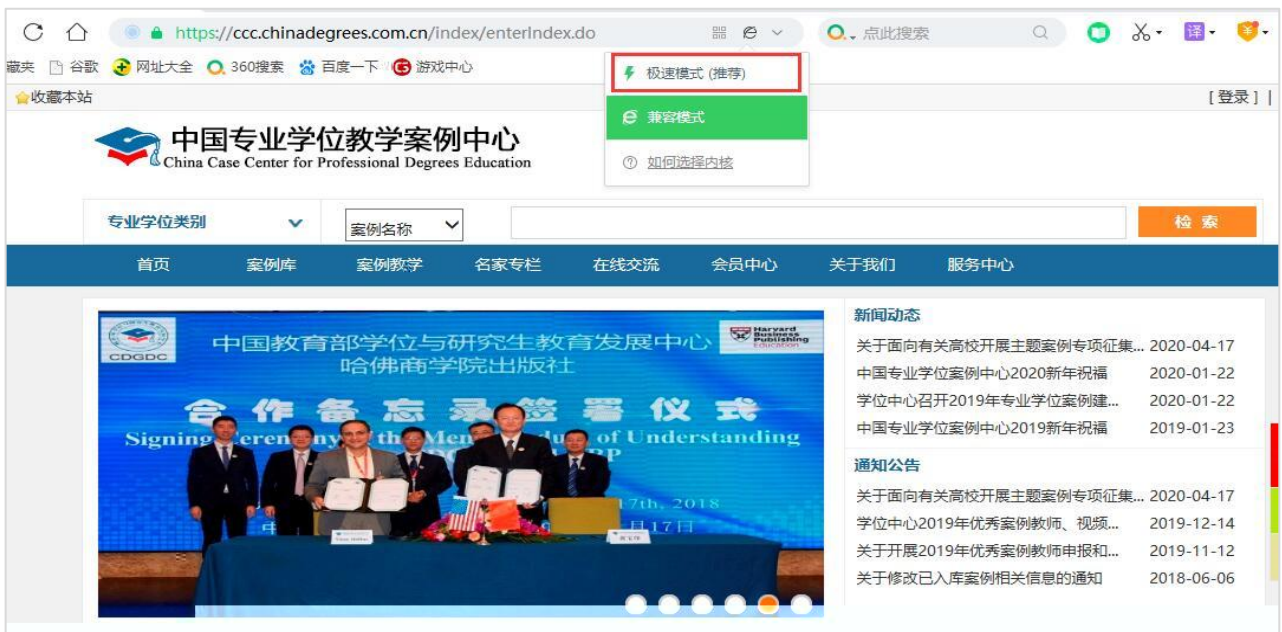 https://ccc.chinadegrees.com.cn/index/enterIndex.do
点此搜索
译
藏夹 谷歌 网址大全 360搜索 百度一下 游戏中心
极速模式 (推荐)
兼容模式
如何选择内核
收藏本站
[ 登录 ] |
中国专业学位教学案例中心
China Case Center for Professional Degrees Education
专业学位类别
案例名称
检 索
首页 案例库 案例教学 名家专栏 在线交流 会员中心 关于我们 服务中心
CDGDC
Harvard
Business
Publishing
Education
中国教育部学位与研究生教育发展中心
哈佛商学院出版社
合作备忘录签署仪式
of Understanding
17th, 2018
月17日
新闻动态
关于面向有关高校开展主题案例专项征集... 2020-04-17
中国专业学位案例中心2020新年祝福 2020-01-22
学位中心召开2019年专业学位案例建... 2020-01-22
中国专业学位案例中心2019新年祝福 2019-01-23
通知公告
关于面向有关高校开展主题案例专项征集... 2020-04-17
学位中心2019年优秀案例教师、视频... 2019-12-14
关于开展2019年优秀案例教师申报和... 2019-11-12
关于修改已入库案例相关信息的通知 2018-06-06